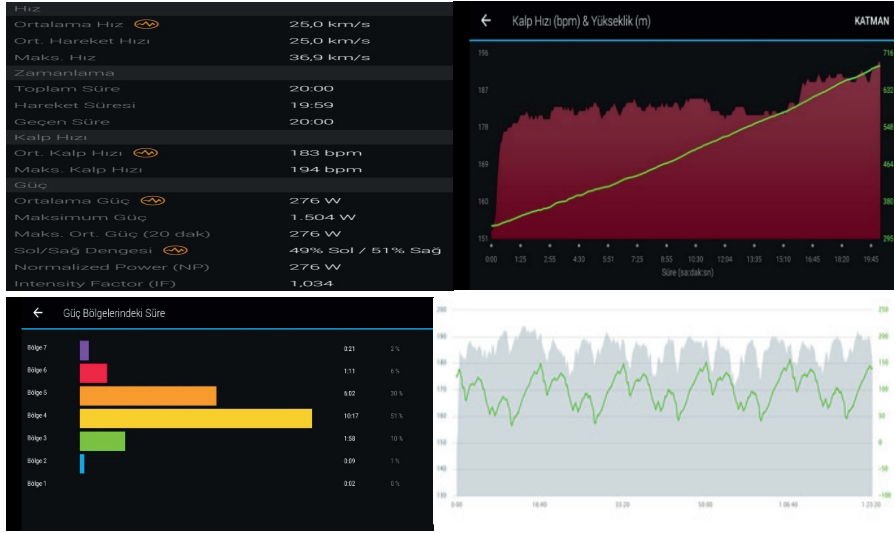 Hız
Ortalama Hız 25,0 km/s
Ort. Hareket Hızı 25,0 km/s
Maks. Hız 36,9 km/s
Zamanlama
Toplam Süre 20:00
Hareket Süresi 19:59
Geçen Süre 20:00
Kalp Hızı
Ort. Kalp Hızı 183 bpm
Maks. Kalp Hızı 194 bpm
Güç
Ortalama Güç 276 W
Maksimum Güç 1.504 W
Maks. Ort. Güç (20 dak) 276 W
Sol/Sağ Dengesi 49% Sol / 51% Sağ
Normalized Power (NP) 276 W
Intensity Factor (IF) 1,034
Kalp Hızı (bpm) & Yükseklik (m) KATMAN
196 716
187 632
178 548
169 464
160 380
151 295
0:00 1:25 2:55 4:30 5:51 7:25 8:55 10:30 12:04 13:35 15:10 16:45 18:20 19:45
Süre (sa:dak:sn)
Güç Bölgelerindeki Süre
Bölge 7 0:21 2 %
Bölge 6 1:11 6 %
Bölge 5 6:02 30 %
Bölge 4 10:17 51 %
Bölge 3 1:58 10 %
Bölge 2 0:09 1 %
Bölge 1 0:02 0 %
200 250
190 200
180 150
170 100
160 50
150 0
140 -50
130 -100
0:00 16:40 33:20 50:00 1:06:40 1:23:20